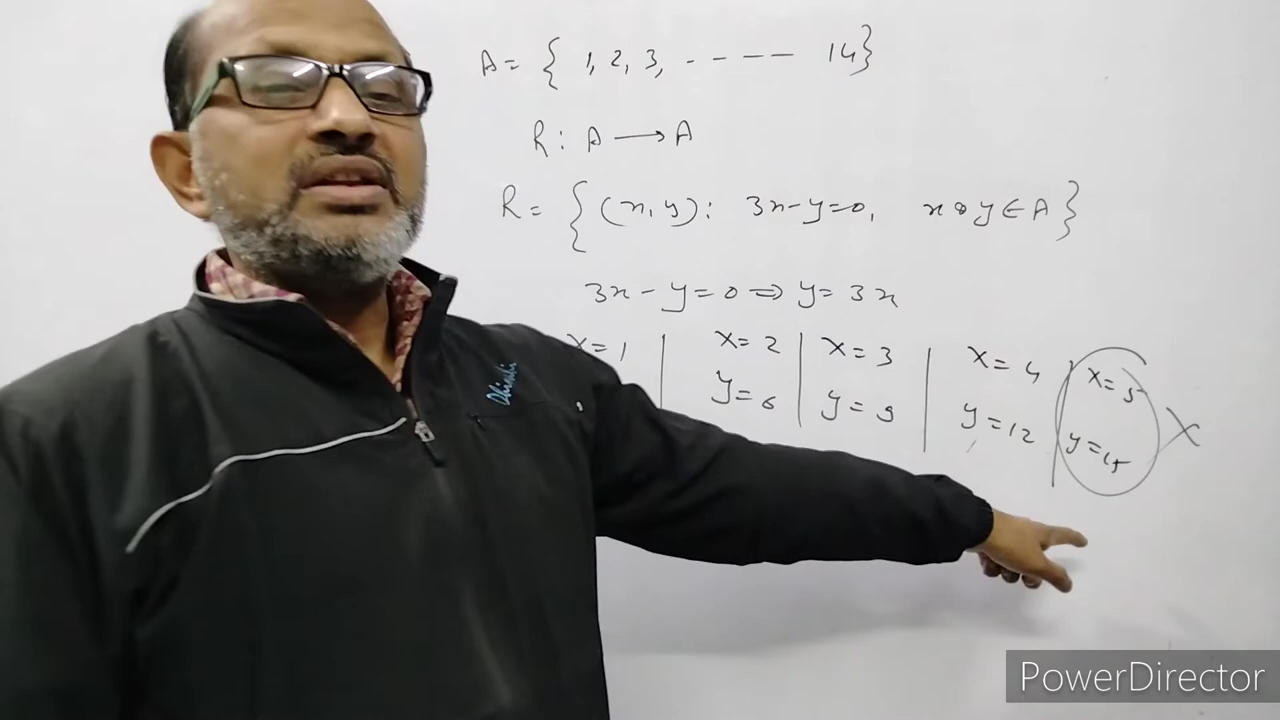 A = { 1, 2, 3, - - - - - 14}
R : A → A
R = { (x, y) : 3x - y = 0, x & y ∈ A }
3x - y = 0 ⇒ y = 3x
x = 1 | x = 2 | x = 3 | x = 4 | x = 5
y = 6 | y = 9 | y = 12 | y = 15 X
PowerDirector